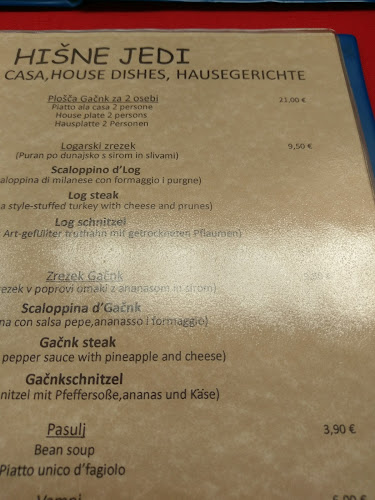 HIŠNE JEDI
CASA,HOUSE DISHES, HAUSEGERICHTE
Plošča Gačnk za 2 osebi 21,00 €
Piatto ala casa 2 persone
House plate 2 persons
Hausplatte 2 Personen
Logarski zrezek 9,50 €
(Puran po dunajsko s sirom in slivami)
Scaloppino d'Log
aloppina di milanese con formaggio i purgne)
Log steak
a style-stuffed turkey with cheese and prunes)
Log schnitzel
Art-gefüllter truthahn mit getrockneten Pflaumen)
Zrezek Gačnk
rezek v poprovi omaki z ananasom in sirom)
Scaloppina d'Gačnk
na con salsa pepe,ananasso i formaggio)
Gačnk steak
pepper sauce with pineapple and cheese)
Gačnkschnitzel
nitzel mit Pfeffersoße,ananas und Käse)
Pasulj 3,90 €
Bean soup
Piatto unico d'fagiolo
Vampi